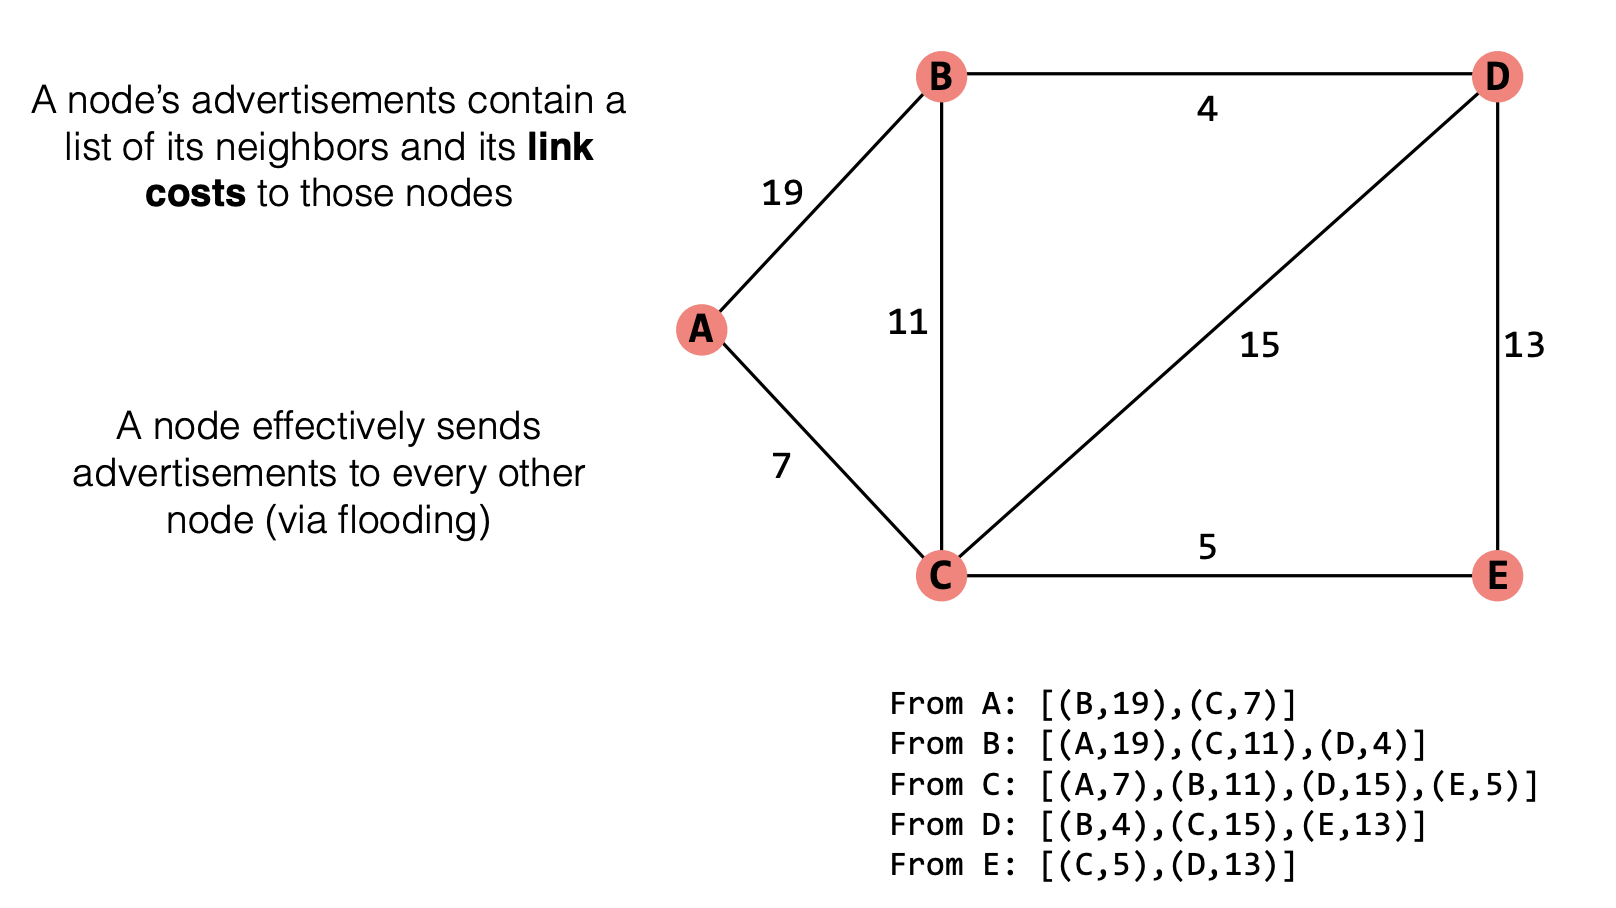 A node’s advertisements contain a
list of its neighbors and its link
costs to those nodes
A node effectively sends
advertisements to every other
node (via flooding)
B
D
4
19
A
11
15
13
7
5
C
E
From A: [(B,19),(C,7)]
From B: [(A,19),(C,11),(D,4)]
From C: [(A,7),(B,11),(D,15),(E,5)]
From D: [(B,4),(C,15),(E,13)]
From E: [(C,5),(D,13)]